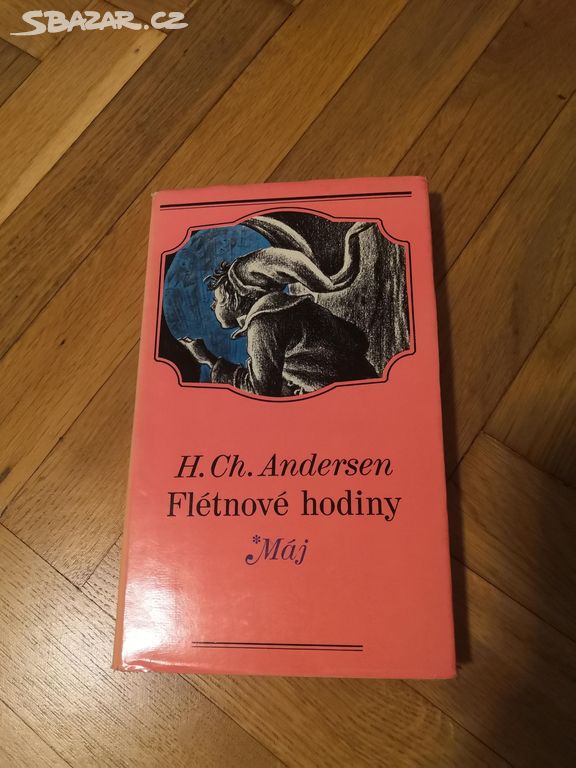 SBAZAR.CZ
H. Ch. Andersen
Flétnové hodiny
*Máj